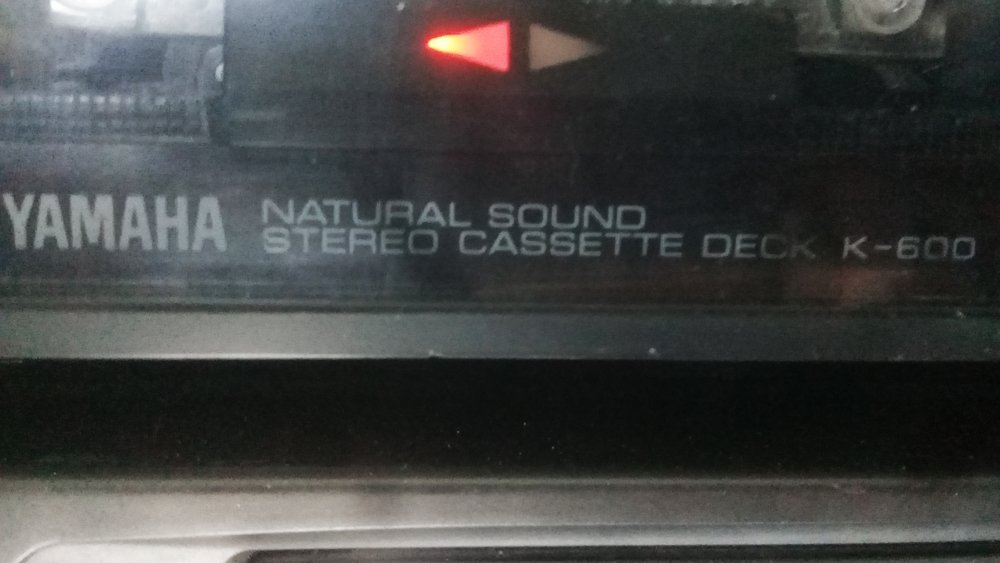 YAMAHA
NATURAL SOUND
STEREO CASSETTE DECK K-600